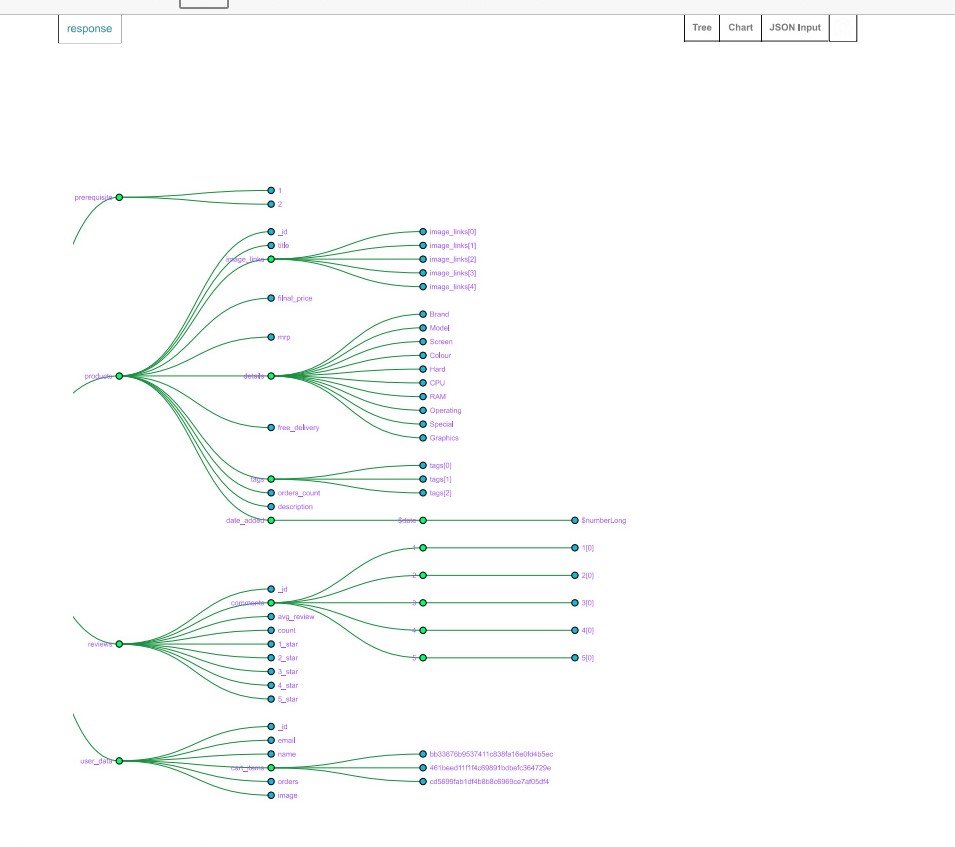 response
Tree Chart JSON Input
prerequisite
1
2
products
_id
title
image_links
image_links[0]
image_links[1]
image_links[2]
image_links[3]
image_links[4]
final_price
mrp
details
Brand
Model
Screen
Colour
Hard
CPU
RAM
Operating
Special
Graphics
free_delivery
tags
tags[0]
tags[1]
tags[2]
orders_count
description
date_added
$date
$numberLong
reviews
_id
comments
1
1[0]
2
2[0]
3
3[0]
4
4[0]
5
5[0]
avg_review
count
1_star
2_star
3_star
4_star
5_star
user_data
_id
email
name
cart_items
orders
image